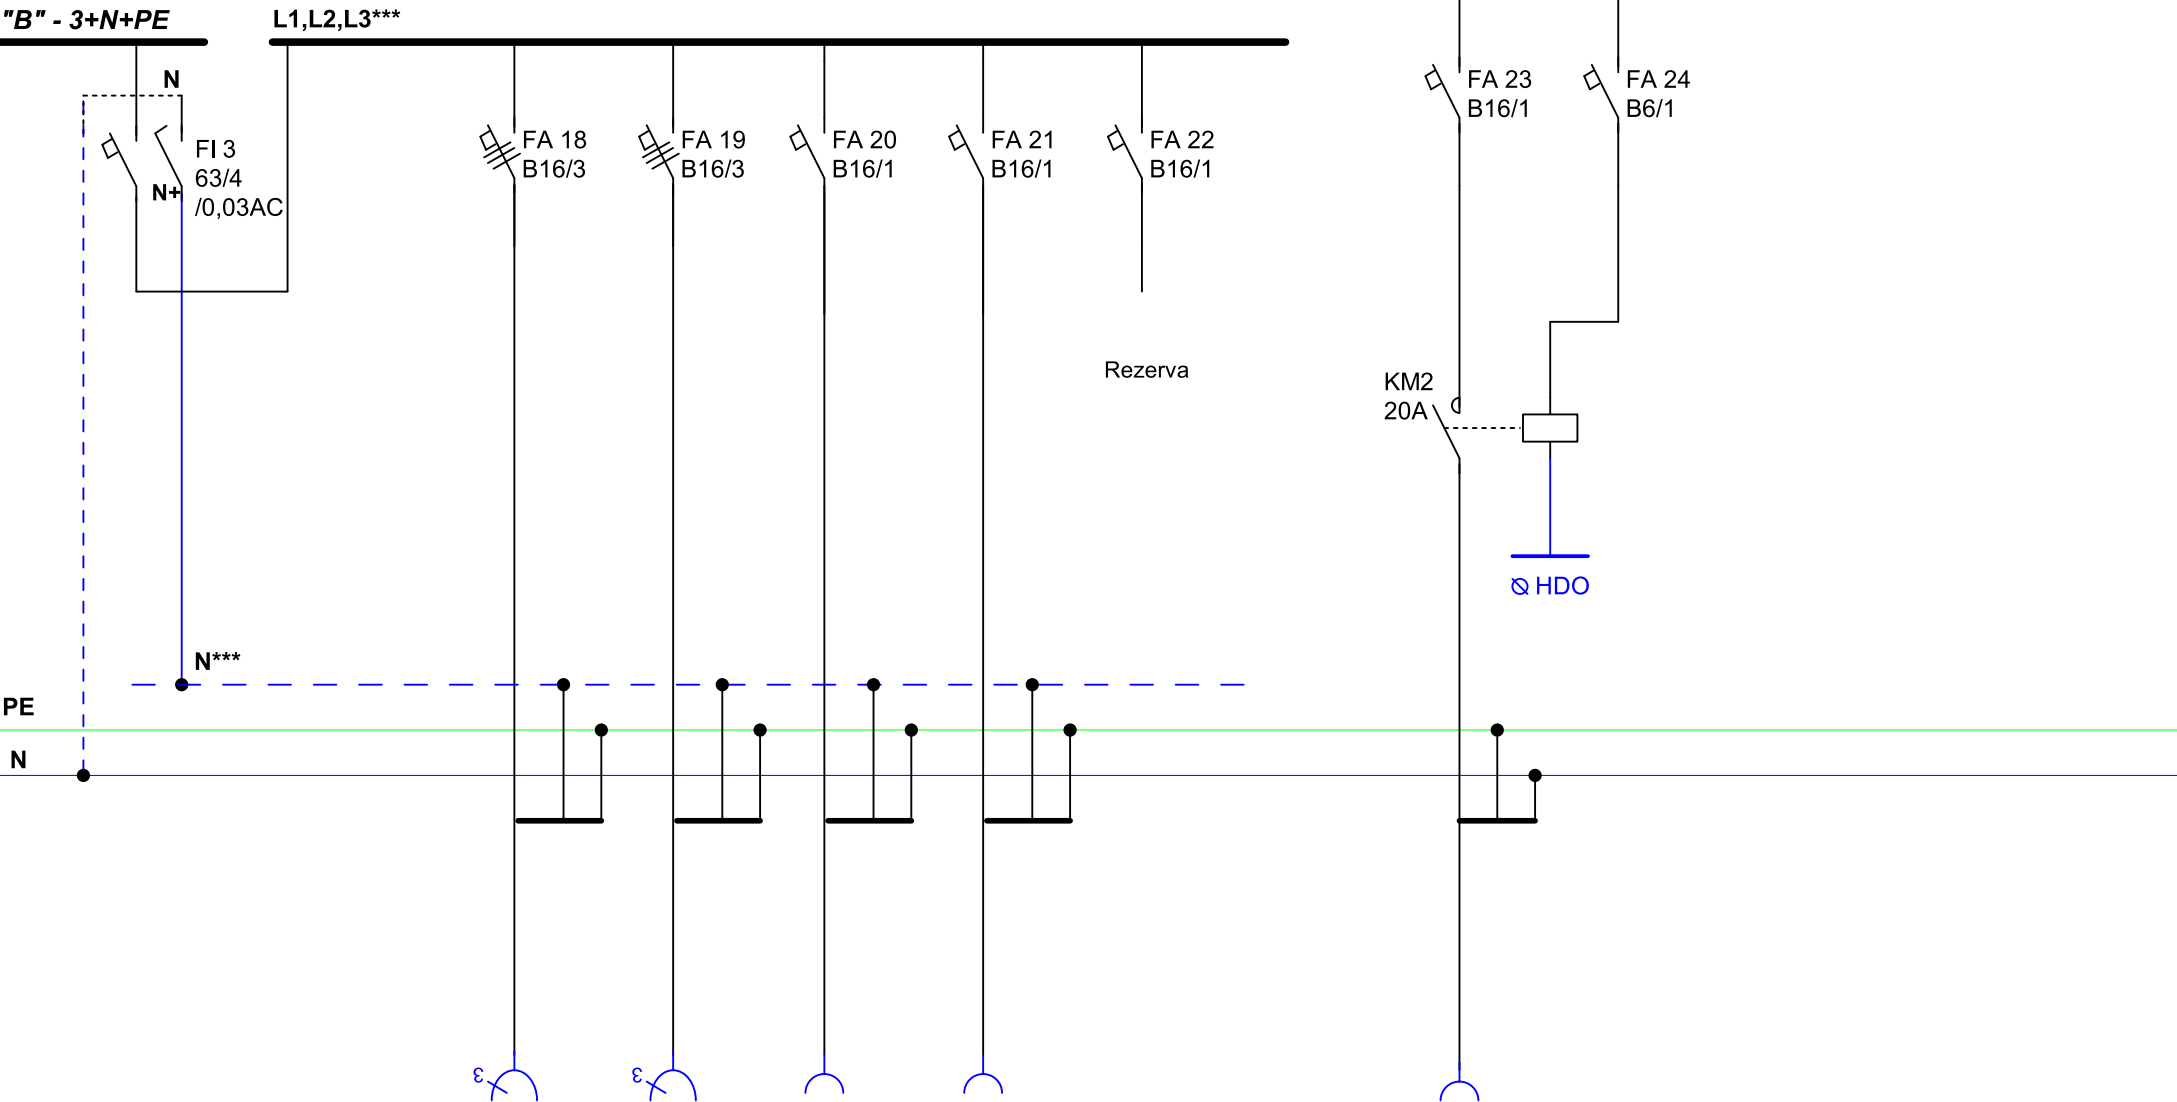 "B" - 3+N+PE
L1,L2,L3***
N
FI 3
63/4
/0,03AC
N+
FA 18
B16/3
FA 19
B16/3
FA 20
B16/1
FA 21
B16/1
FA 22
B16/1
FA 23
B16/1
FA 24
B6/1
Rezerva
KM2
20A
HDO
N***
PE
N
3
3